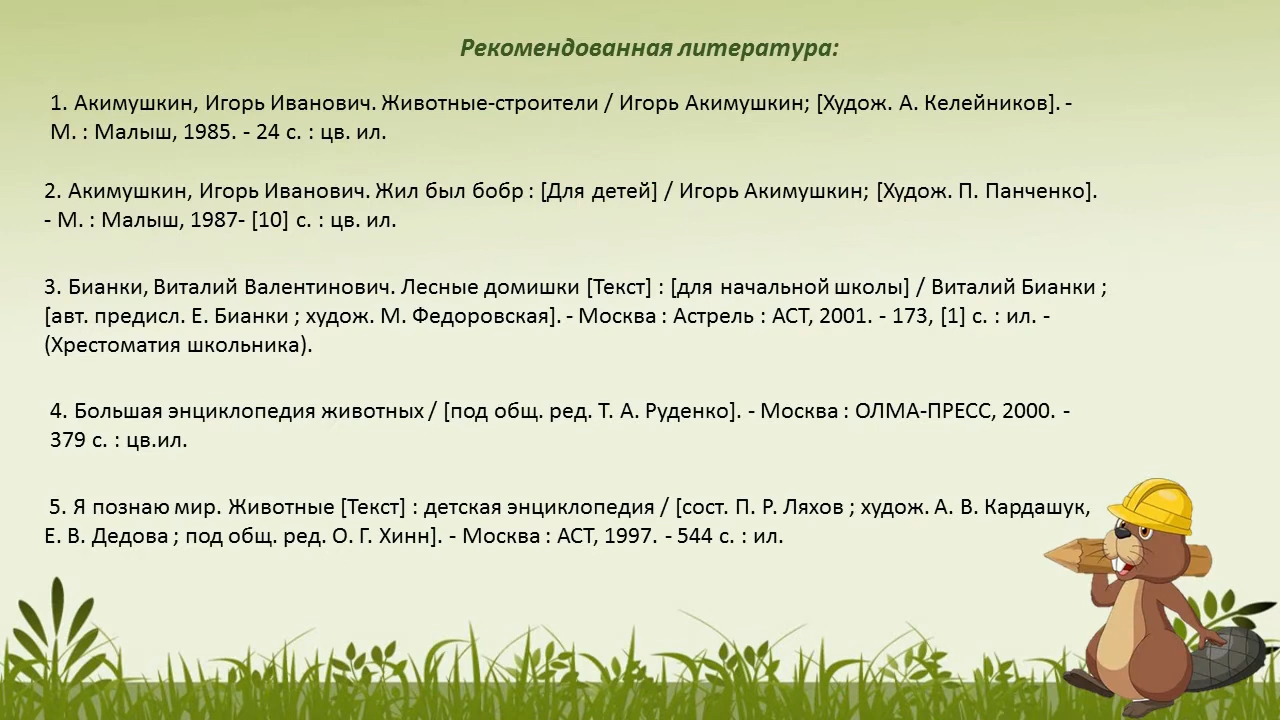 Рекомендованная литература:
1. Акимушкин, Игорь Иванович. Животные-строители / Игорь Акимушкин; [Худож. А. Келейников]. -
М. : Малыш, 1985. - 24 с. : цв. ил.
2. Акимушкин, Игорь Иванович. Жил был бобр : [Для детей] / Игорь Акимушкин; [Худож. П. Панченко].
- М. : Малыш, 1987- [10] с. : цв. ил.
3. Бианки, Виталий Валентинович. Лесные домишки [Текст] : [для начальной школы] / Виталий Бианки ;
[авт. предисл. Е. Бианки ; худож. М. Федоровская]. - Москва : Астрель : АСТ, 2001. - 173, [1] с. : ил. -
(Хрестоматия школьника).
4. Большая энциклопедия животных / [под общ. ред. Т. А. Руденко]. - Москва : ОЛМА-ПРЕСС, 2000. -
379 с. : цв.ил.
5. Я познаю мир. Животные [Текст] : детская энциклопедия / [сост. П. Р. Ляхов ; худож. А. В. Кардашук,
Е. В. Дедова ; под общ. ред. О. Г. Хинн]. - Москва : АСТ, 1997. - 544 с. : ил.